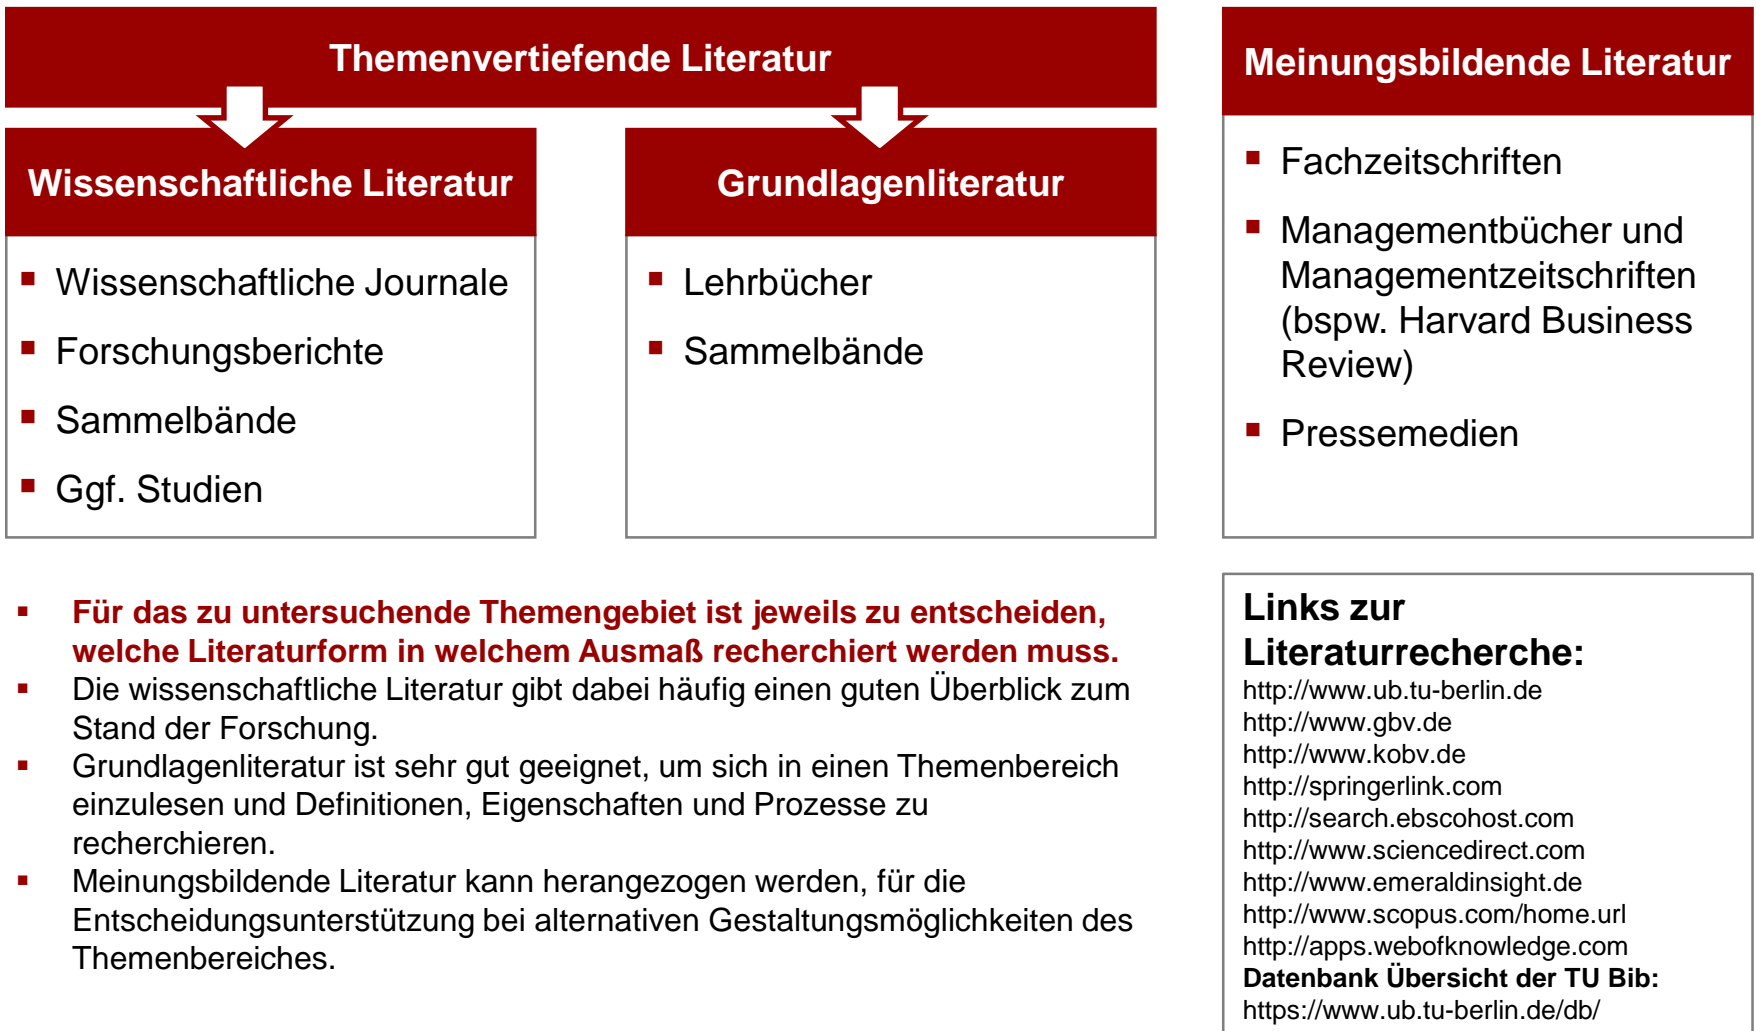 Themenvertiefende Literatur
Wissenschaftliche Literatur
▪ Wissenschaftliche Journale
▪ Forschungsberichte
▪ Sammelbände
▪ Ggf. Studien
Grundlagenliteratur
▪ Lehrbücher
▪ Sammelbände
Meinungsbildende Literatur
▪ Fachzeitschriften
▪ Managementbücher und
Managementzeitschriften
(bspw. Harvard Business
Review)
▪ Pressemedien
▪ Für das zu untersuchende Themengebiet ist jeweils zu entscheiden,
welche Literaturform in welchem Ausmaß recherchiert werden muss.
▪ Die wissenschaftliche Literatur gibt dabei häufig einen guten Überblick zum
Stand der Forschung.
▪ Grundlagenliteratur ist sehr gut geeignet, um sich in einen Themenbereich
einzulesen und Definitionen, Eigenschaften und Prozesse zu
recherchieren.
▪ Meinungsbildende Literatur kann herangezogen werden, für die
Entscheidungsunterstützung bei alternativen Gestaltungsmöglichkeiten des
Themenbereiches.
Links zur
Literaturrecherche:
http://www.ub.tu-berlin.de
http://www.gbv.de
http://www.kobv.de
http://springerlink.com
http://search.ebscohost.com
http://www.sciencedirect.com
http://www.emeraldinsight.de
http://www.scopus.com/home.url
http://apps.webofknowledge.com
Datenbank Übersicht der TU Bib:
https://www.ub.tu-berlin.de/db/